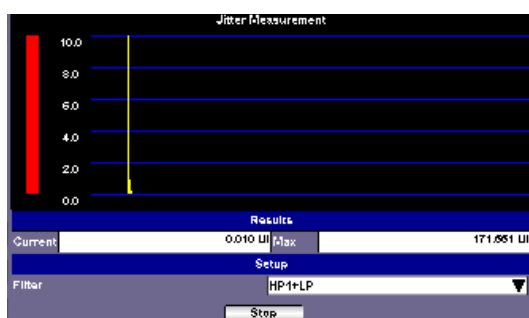 Jitter Measurement
10.0
8.0
6.0
4.0
2.0
0.0
Results
Current 0.010 UI Max 171.551 UI
Setup
Filter HP1+LP
Stop